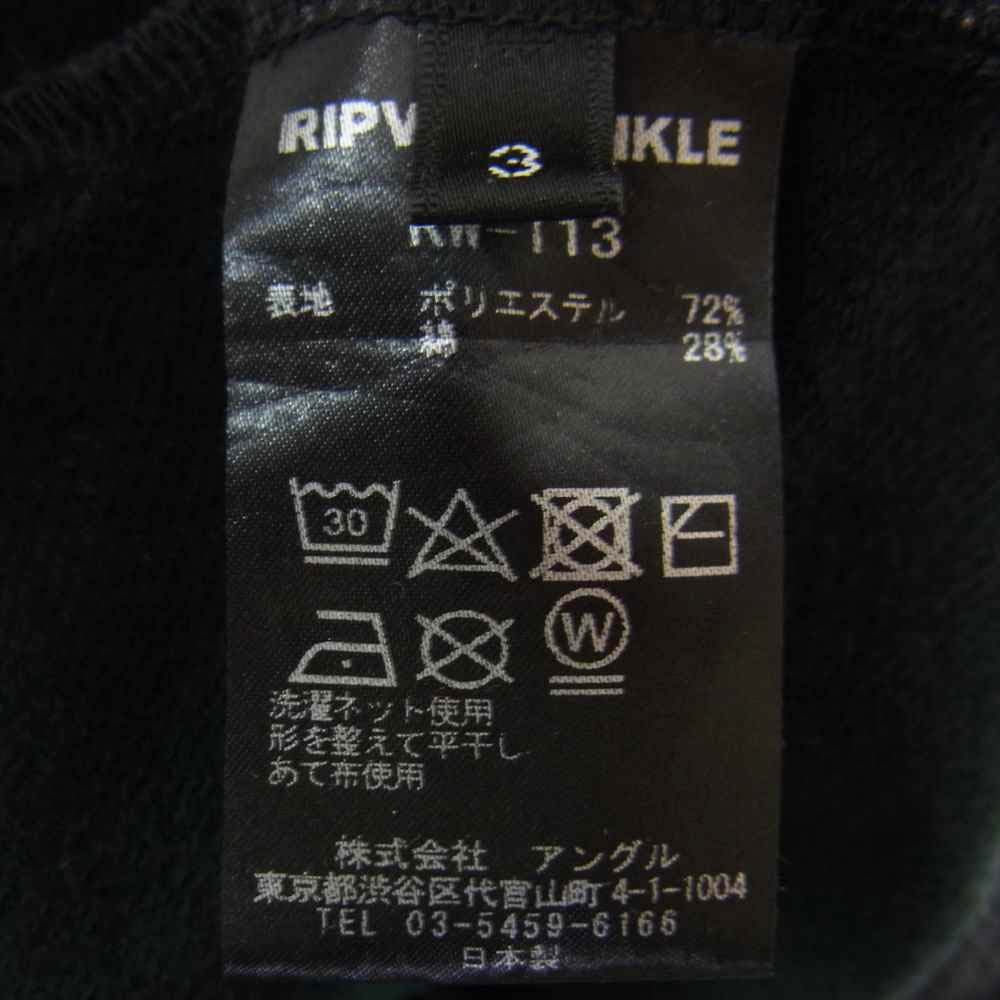 RIPV
3
NKLE
RW-113
表地 ポリエステル 72%
綿 28%
30
W
洗濯ネット使用
形を整えて平干し
あて布使用
株式会社 アングル
東京都渋谷区代官山町4-1-1004
TEL 03-5459-6166
日本製